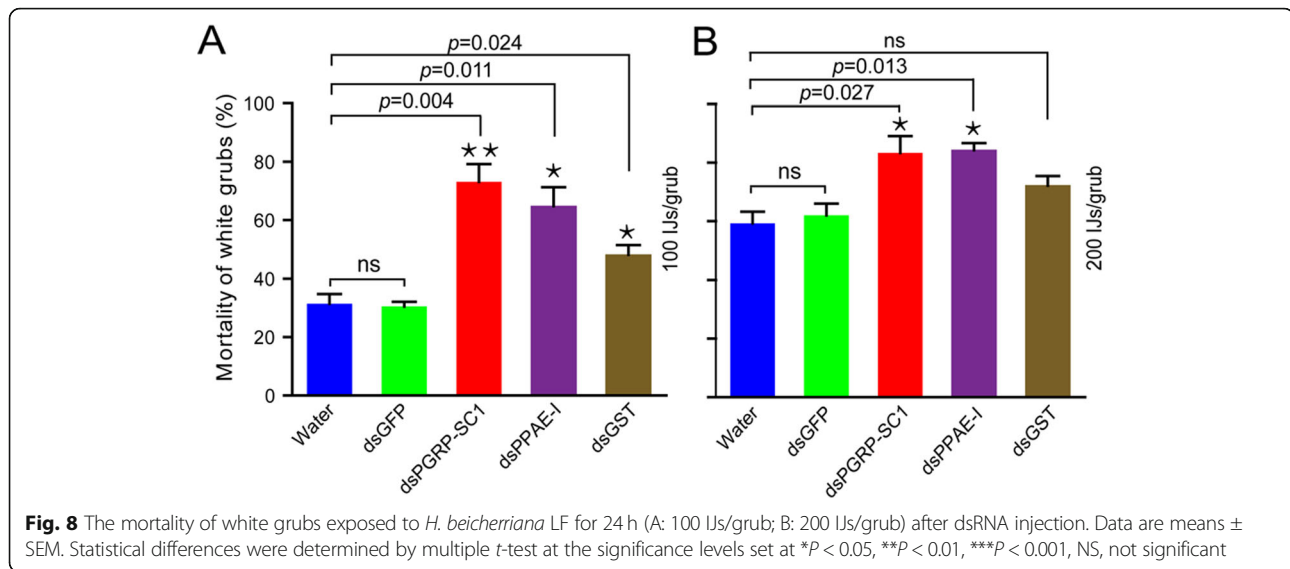 A
B
p=0.024
ns
p=0.011
p=0.013
p=0.004
p=0.027
ns
ns
★★
★
★
★
★
Mortality of white grubs (%)
100
80
60
40
20
0
Water
dsGFP
dsPGRP-SC1
dsPPAE-I
dsGST
100 IJs/grub
Water
dsGFP
dsPGRP-SC1
dsPPAE-I
dsGST
200 IJs/grub
Fig. 8 The mortality of white grubs exposed to H. beicherriana LF for 24 h (A: 100 IJs/grub; B: 200 IJs/grub) after dsRNA injection. Data are means ±
SEM. Statistical differences were determined by multiple t-test at the significance levels set at *P < 0.05, **P < 0.01, ***P < 0.001, NS, not significant